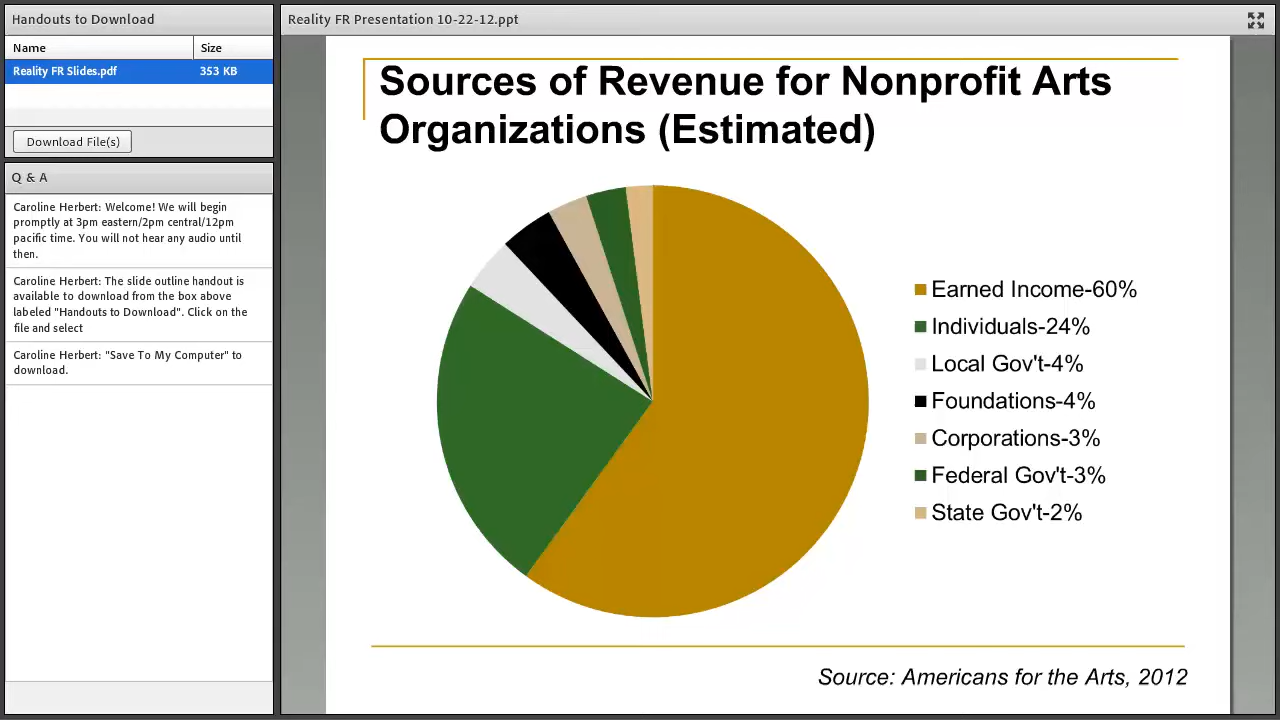 Handouts to Download
Name Size
Reality FR Slides.pdf 353 KB
Download File(s)
Q & A
Caroline Herbert: Welcome! We will begin
promptly at 3pm eastern/2pm central/12pm
pacific time. You will not hear any audio until
then.
Caroline Herbert: The slide outline handout is
available to download from the box above
labeled "Handouts to Download". Click on the
file and select
Caroline Herbert: "Save To My Computer" to
download.
Reality FR Presentation 10-22-12.ppt
Sources of Revenue for Nonprofit Arts
Organizations (Estimated)
Earned Income-60%
Individuals-24%
Local Gov't-4%
Foundations-4%
Corporations-3%
Federal Gov't-3%
State Gov't-2%
Source: Americans for the Arts, 2012